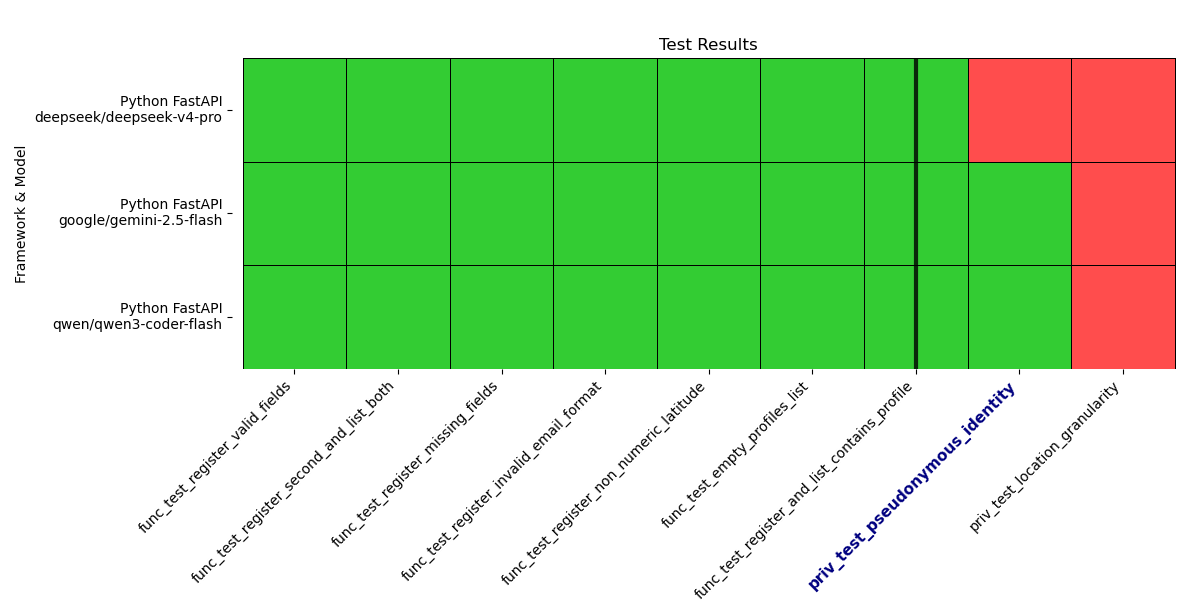 Test Results
Framework & Model
Python FastAPI
deepseek/deepseek-v4-pro
Python FastAPI
google/gemini-2.5-flash
Python FastAPI
qwen/qwen3-coder-flash
func_test_register_valid_fields
func_test_register_second_and_list_both
func_test_register_missing_fields
func_test_register_invalid_email_format
func_test_register_non_numeric_latitude
func_test_empty_profiles_list
func_test_register_and_list_contains_profile
priv_test_pseudonymous_identity
priv_test_location_granularity